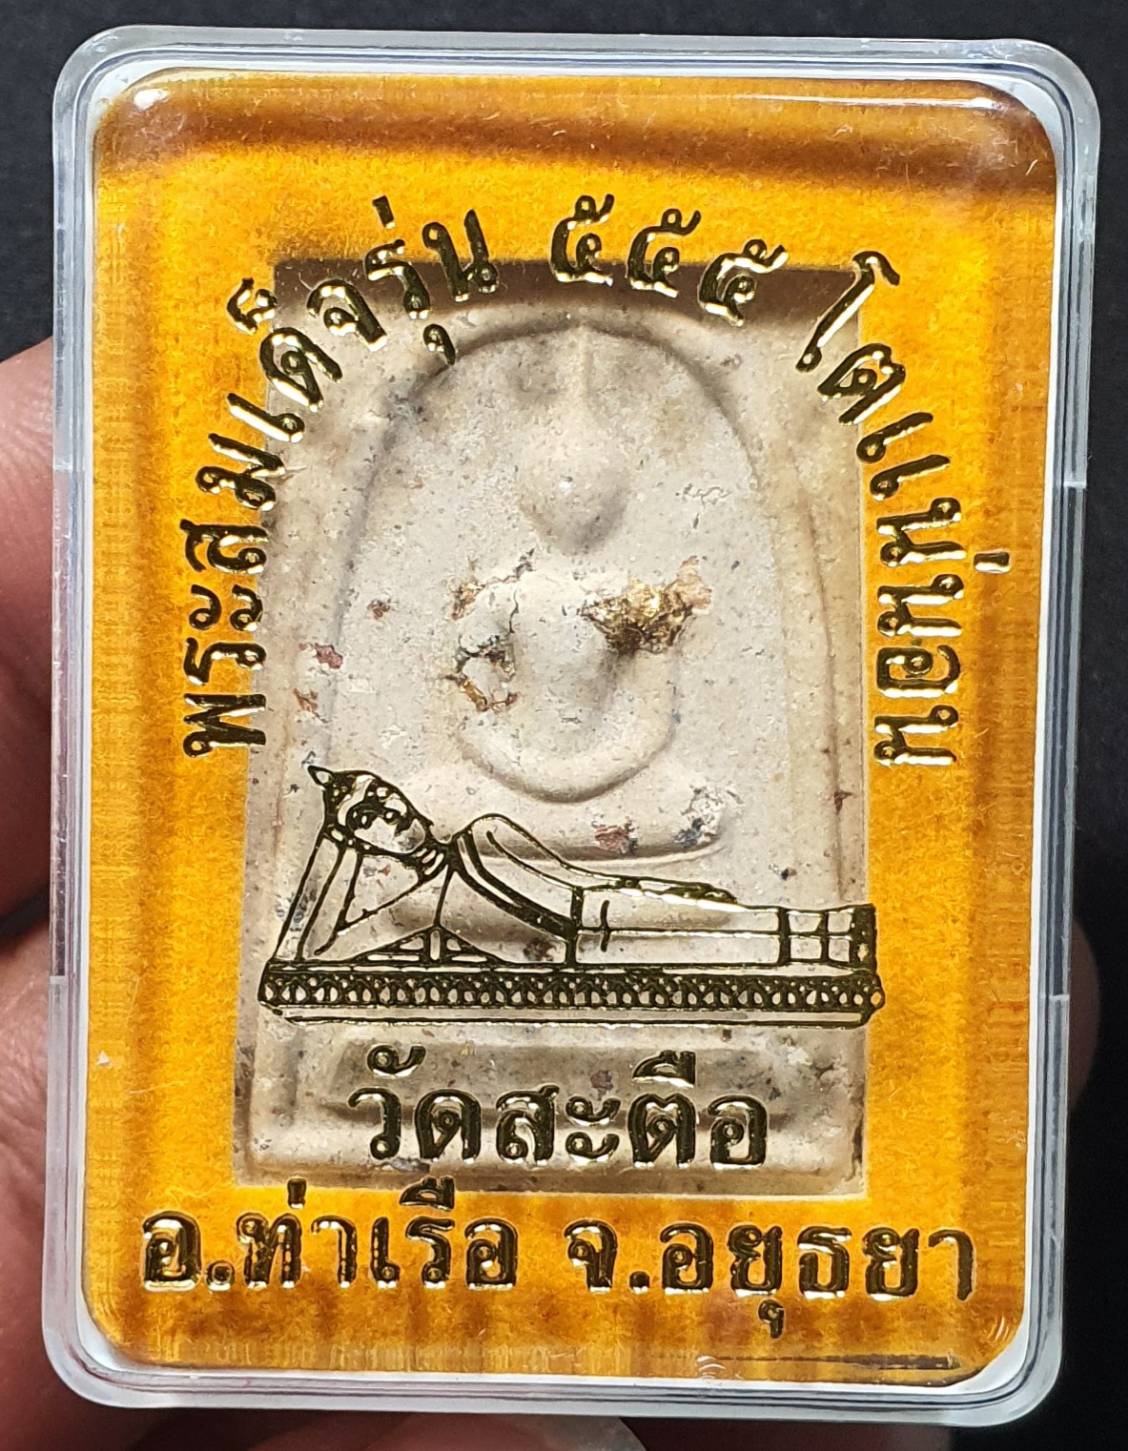 พระสมเด็จรุ่น ๕๕๕ โตแน่นอน
วัดสะตือ
อ.ท่าเรือ จ.อยุธยา